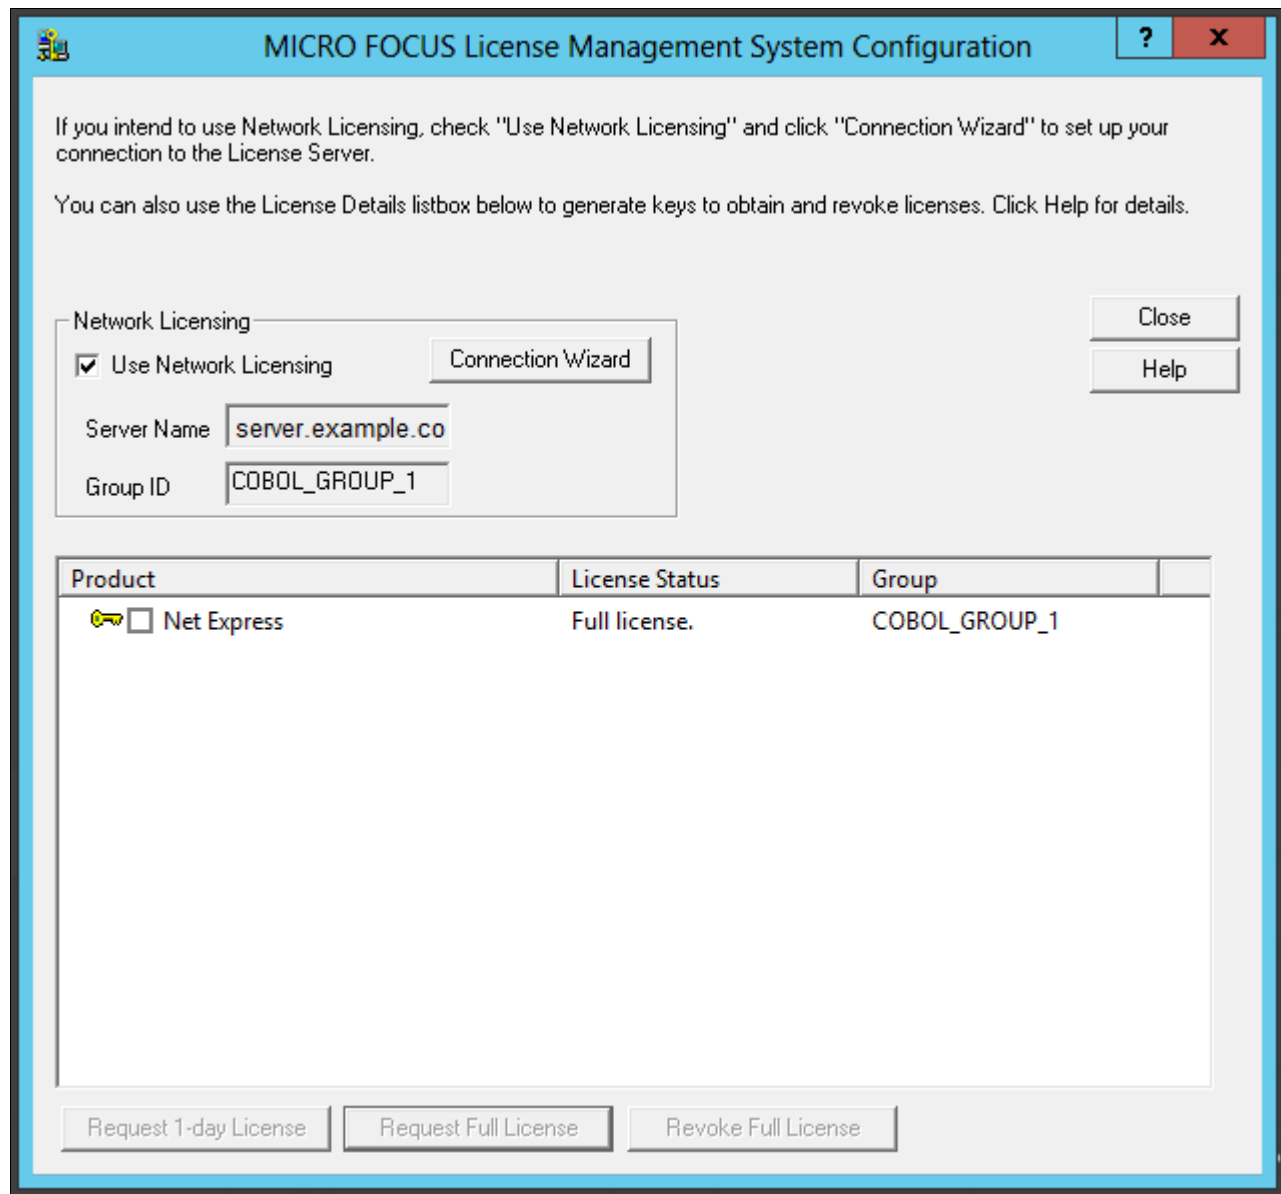 MICRO FOCUS License Management System Configuration
?
x
If you intend to use Network Licensing, check "Use Network Licensing" and click "Connection Wizard" to set up your
connection to the License Server.
You can also use the License Details listbox below to generate keys to obtain and revoke licenses. Click Help for details.
Close
Help
Network Licensing
Use Network Licensing
Connection Wizard
Server Name server.example.co
Group ID COBOL_GROUP_1
Product License Status Group
Net Express Full license. COBOL_GROUP_1
Request 1-day License Request Full License Revoke Full License